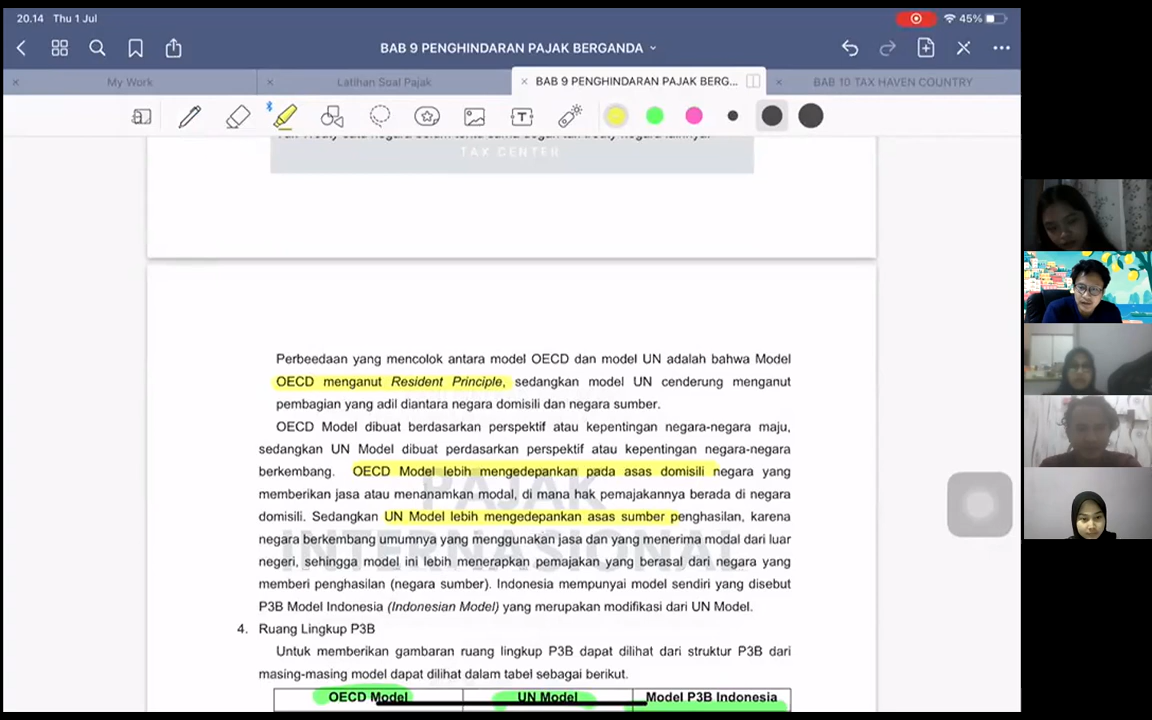 20.14 Thu 1 Jul
45%
BAB 9 PENGHINDARAN PAJAK BERGANDA
My Work
Latihan Soal Pajak
BAB 9 PENGHINDARAN PAJAK BERG...
BAB 10 TAX HAVEN COUNTRY
TAX CENTER
Perbeedaan yang mencolok antara model OECD dan model UN adalah bahwa Model
OECD menganut Resident Principle, sedangkan model UN cenderung menganut
pembagian yang adil diantara negara domisili dan negara sumber.
OECD Model dibuat berdasarkan perspektif atau kepentingan negara-negara maju,
sedangkan UN Model dibuat perdasarkan perspektif atau kepentingan negara-negara
berkembang. OECD Model lebih mengedepankan pada asas domisili negara yang
memberikan jasa atau menanamkan modal, di mana hak pemajakannya berada di negara
domisili. Sedangkan UN Model lebih mengedepankan asas sumber penghasilan, karena
negara berkembang umumnya yang menggunakan jasa dan yang menerima modal dari luar
negeri, sehingga model ini lebih menerapkan pemajakan yang berasal dari negara yang
memberi penghasilan (negara sumber). Indonesia mempunyai model sendiri yang disebut
P3B Model Indonesia (Indonesian Model) yang merupakan modifikasi dari UN Model.
PAJAK
INTERNASIONAL
4. Ruang Lingkup P3B
Untuk memberikan gambaran ruang lingkup P3B dapat dilihat dari struktur P3B dari
masing-masing model dapat dilihat dalam tabel sebagai berikut.
OECD Model UN Model Model P3B Indonesia